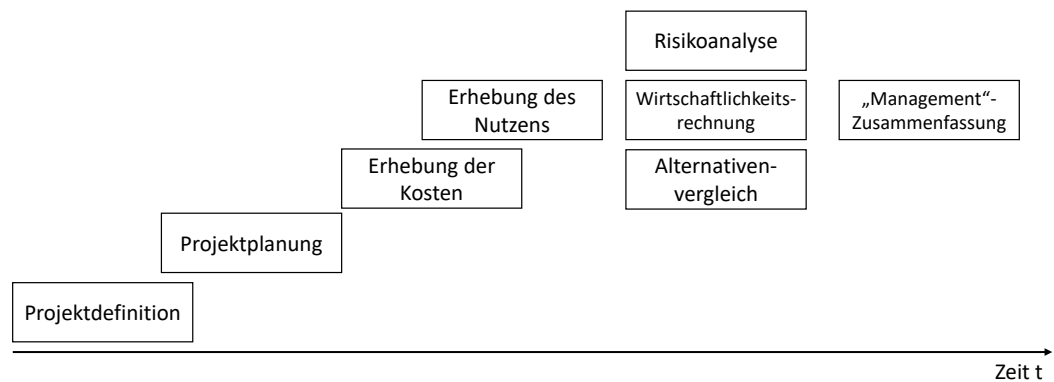 Risikoanalyse
Erhebung des
Nutzens
Wirtschaftlichkeits-
rechnung
„Management“-
Zusammenfassung
Erhebung der
Kosten
Alternativen-
vergleich
Projektplanung
Projektdefinition
Zeit t